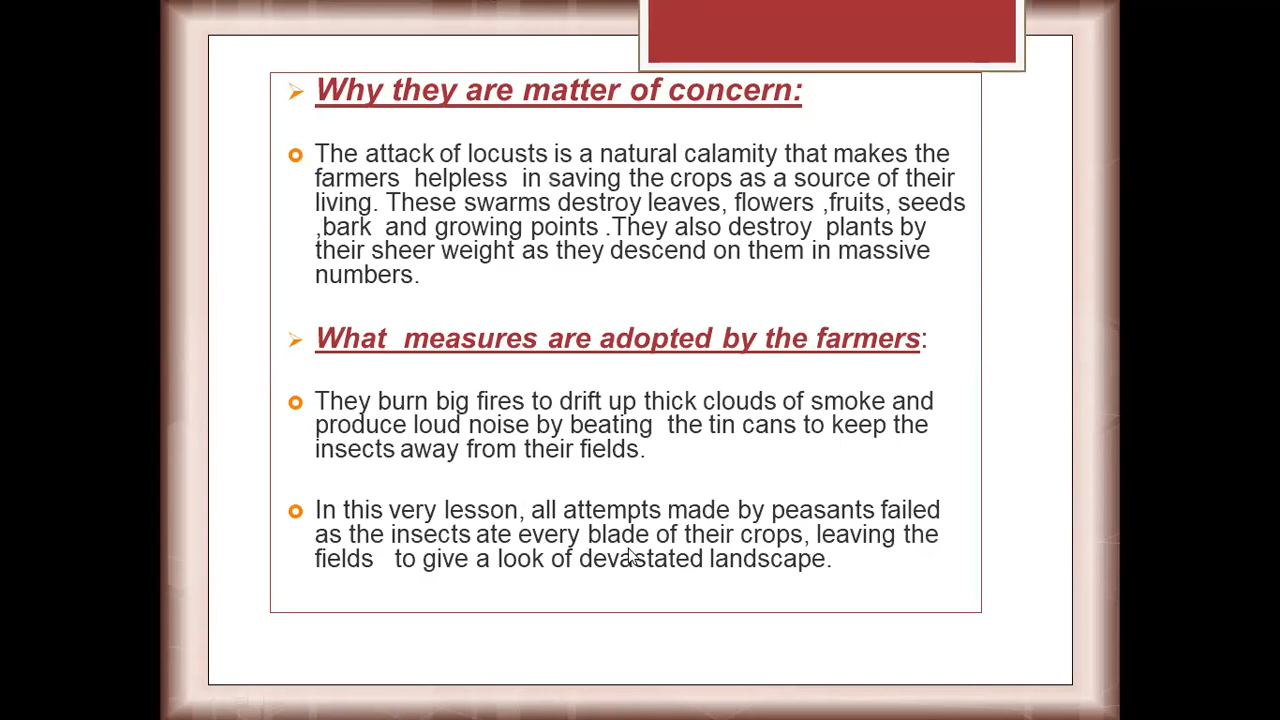 Why they are matter of concern:
The attack of locusts is a natural calamity that makes the
farmers helpless in saving the crops as a source of their
living. These swarms destroy leaves, flowers ,fruits, seeds
,bark and growing points .They also destroy plants by
their sheer weight as they descend on them in massive
numbers.
What measures are adopted by the farmers:
They burn big fires to drift up thick clouds of smoke and
produce loud noise by beating the tin cans to keep the
insects away from their fields.
In this very lesson, all attempts made by peasants failed
as the insects ate every blade of their crops, leaving the
fields to give a look of devastated landscape.